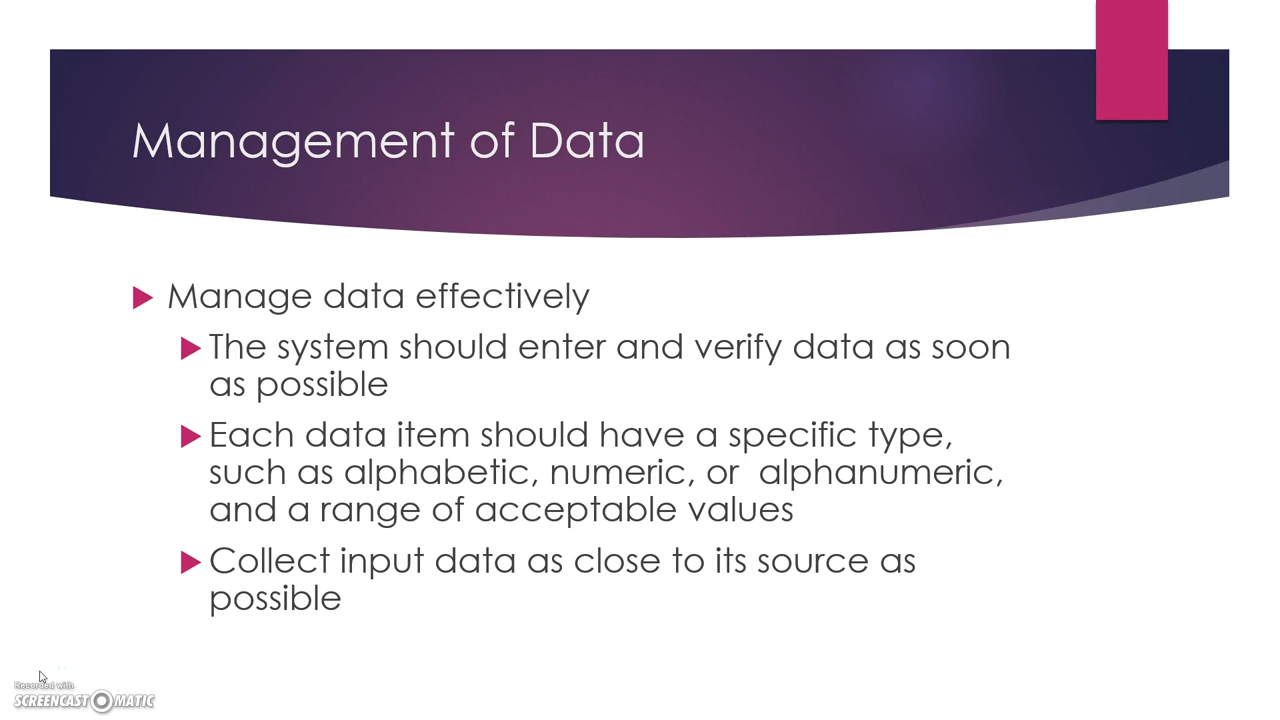 Management of Data
Manage data effectively
The system should enter and verify data as soon
as possible
Each data item should have a specific type,
such as alphabetic, numeric, or  alphanumeric,
and a range of acceptable values
Collect input data as close to its source as
possible
Recorded with
SCREENCAST MATIC